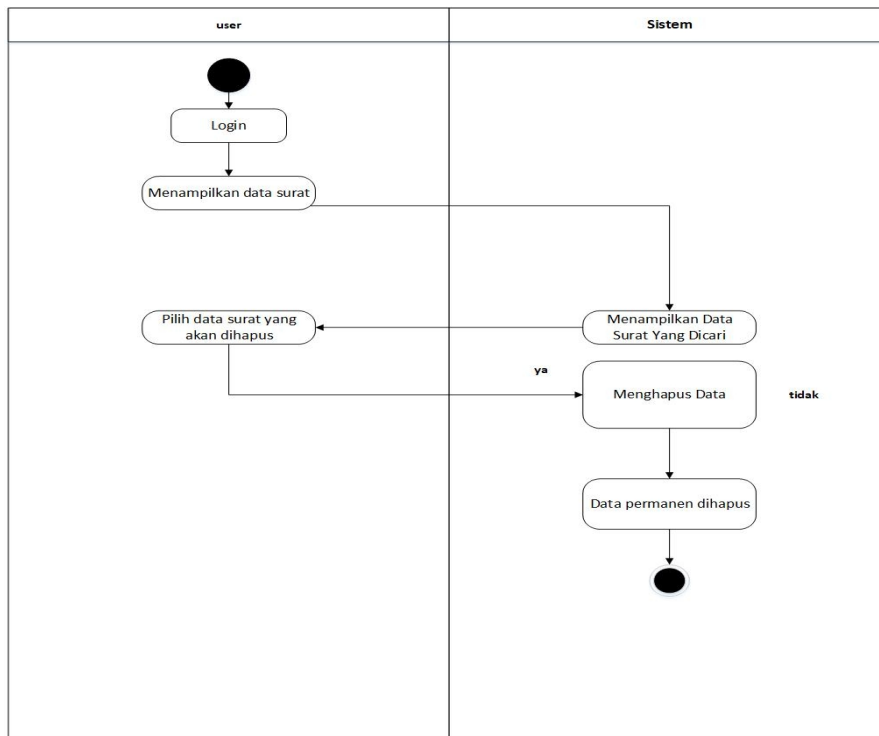 user
Sistem
Login
Menampilkan data surat
Pilih data surat yang
akan dihapus
Menampilkan Data
Surat Yang Dicari
ya
Menghapus Data
tidak
Data permanen dihapus